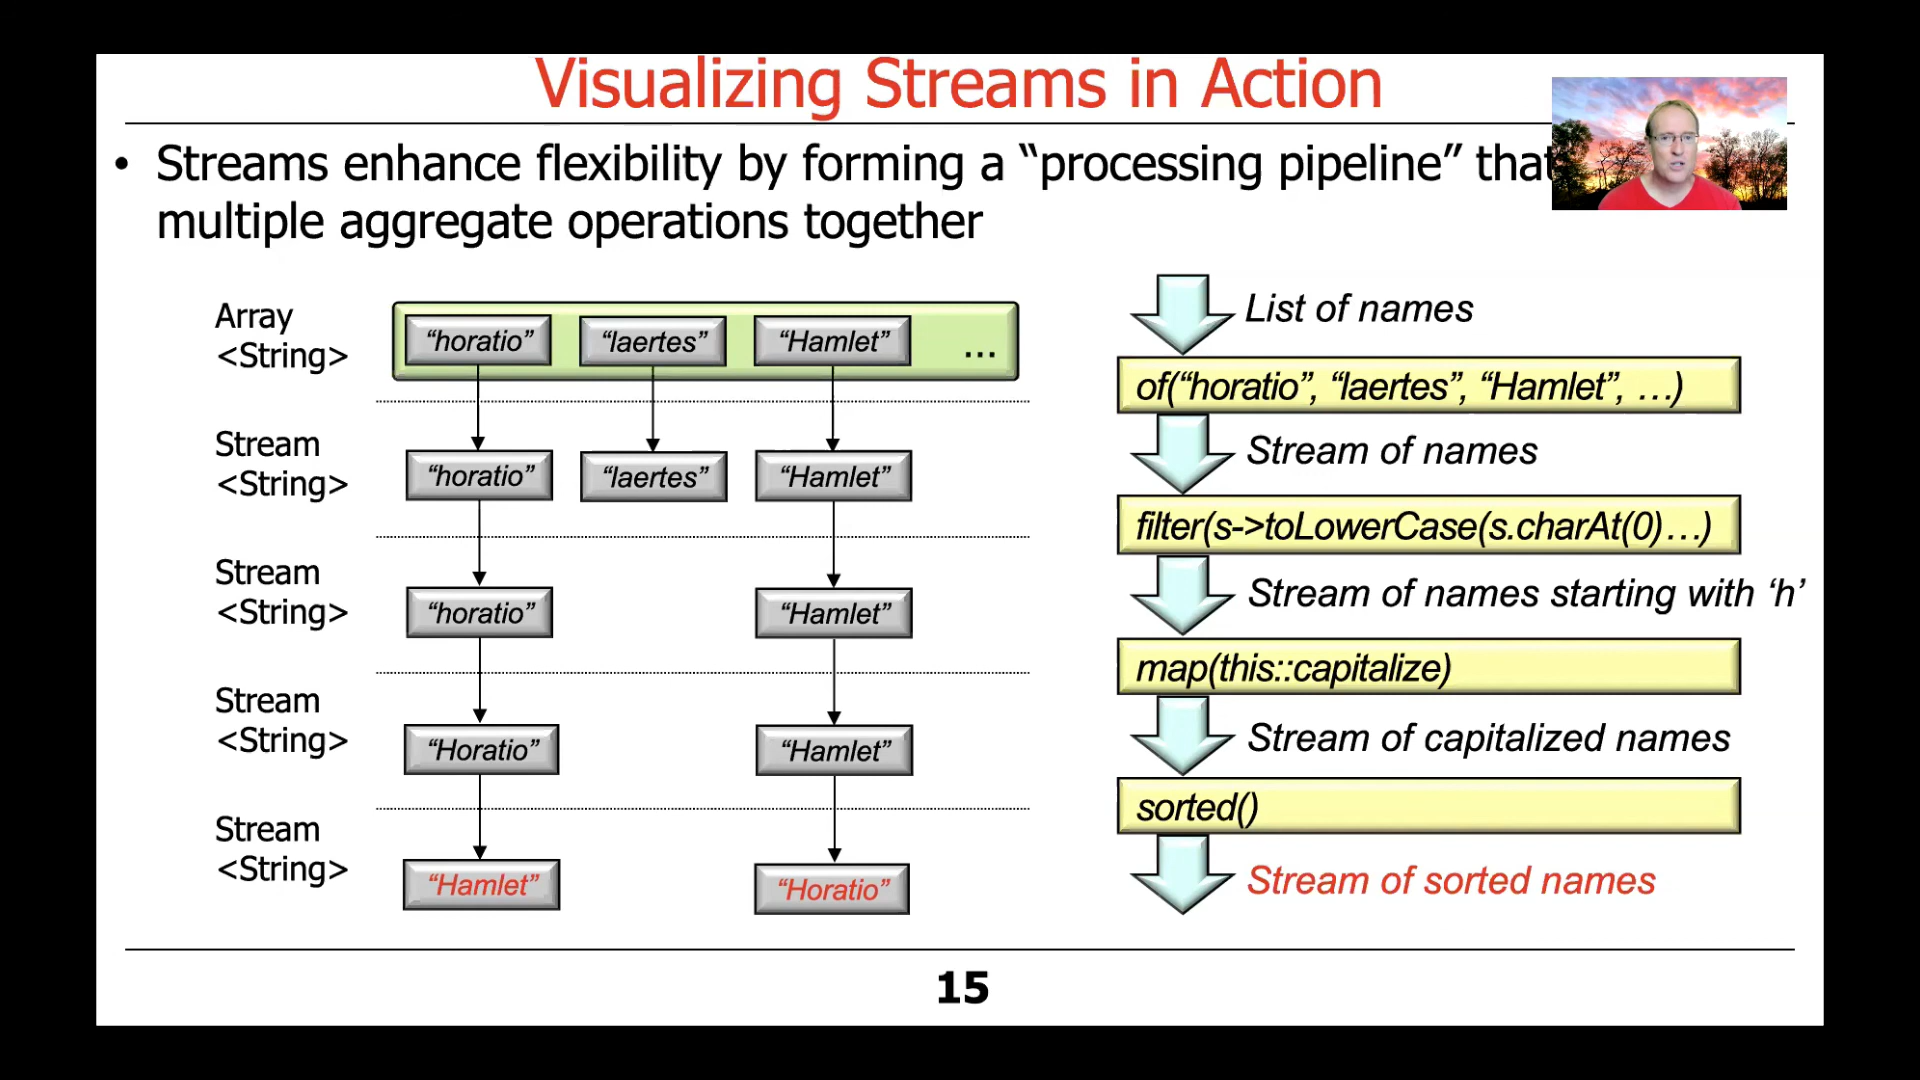 Visualizing Streams in Action
• Streams enhance flexibility by forming a “processing pipeline” that
multiple aggregate operations together
Array
<String>
“horatio” “laertes” “Hamlet” ...
Stream
<String>
“horatio” “laertes” “Hamlet”
Stream
<String>
“horatio” “Hamlet”
Stream
<String>
“Horatio” “Hamlet”
Stream
<String>
“Hamlet” “Horatio”
List of names
of(“horatio”, “laertes”, “Hamlet”, …)
Stream of names
filter(s->toLowerCase(s.charAt(0)…)
Stream of names starting with ‘h’
map(this::capitalize)
Stream of capitalized names
sorted()
Stream of sorted names
15